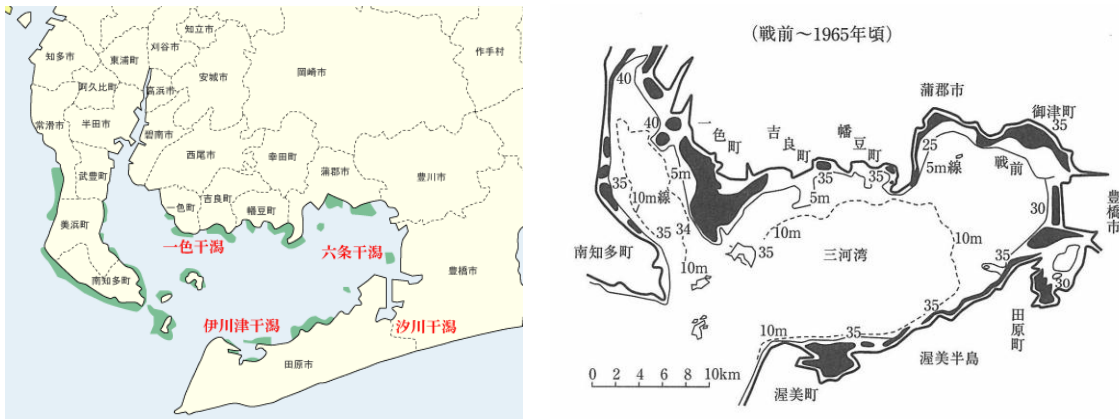 知立市
刈谷市
作手村
知多市
東浦町
安城市
岡崎市
阿久比町
高浜市
常滑市
半田市
碧南市
西尾市
幸田町
武豊町
蒲郡市
豊川市
一色町
吉良町
幡豆町
美浜町
一色干潟
六条干潟
豊橋市
南知多町
伊川津干潟
汐川干潟
田原市
(戦前~1965年頃)
40
蒲郡市
御津町
35
40
一色町
吉良町
幡豆町
25
5m線
戦前
5m
35
35
35
10m線
5m
30
豊橋市
34
35
10m
10m
35
三河湾
35
南知多町
10m
30
35
田原町
10m
35
渥美半島
0 2 4 6 8 10km
渥美町